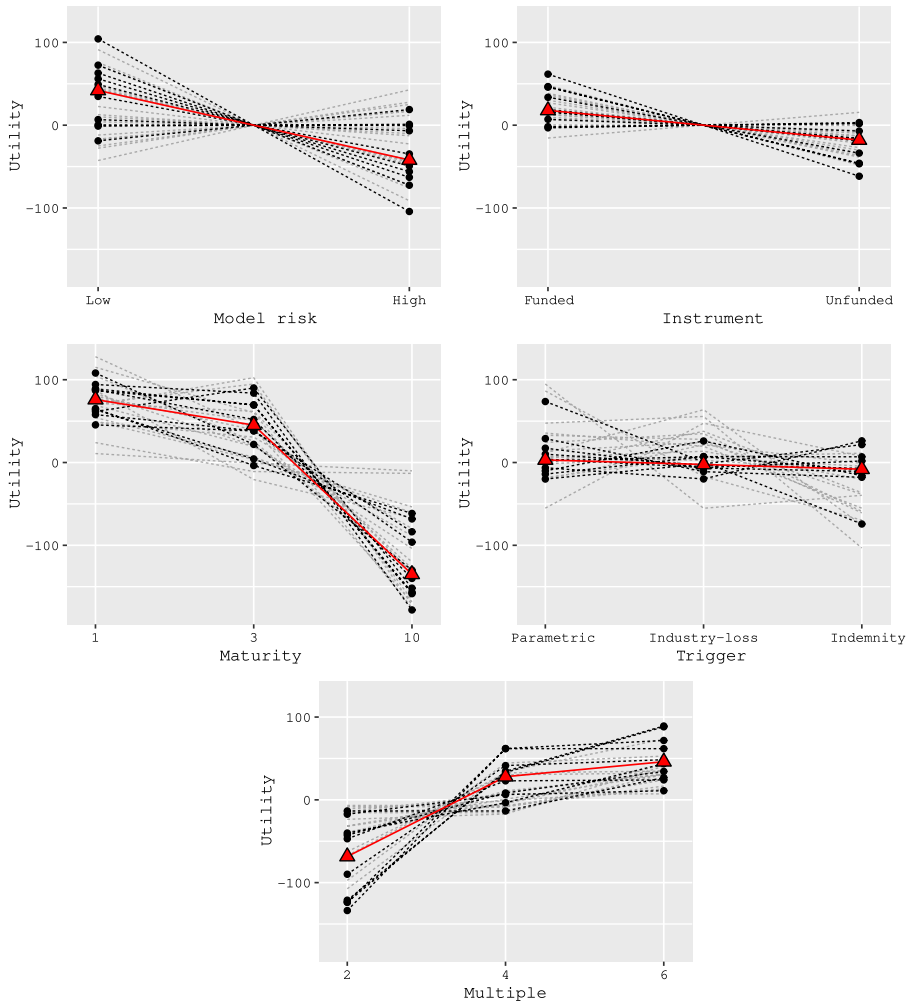 100
0
−100
Utility
Low
High
Model risk
100
0
−100
Utility
Funded
Unfunded
Instrument
100
0
−100
Utility
1
3
10
Maturity
100
0
−100
Utility
Parametric
Industry−loss
Indemnity
Trigger
100
0
−100
Utility
2
4
6
Multiple